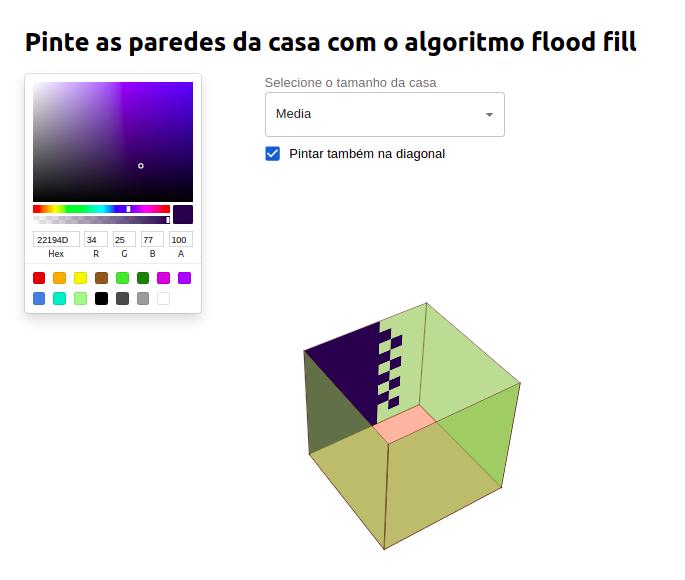 Pinte as paredes da casa com o algoritmo flood fill
Selecione o tamanho da casa
Media
Pintar também na diagonal
22194D 34 25 77 100
Hex R G B A